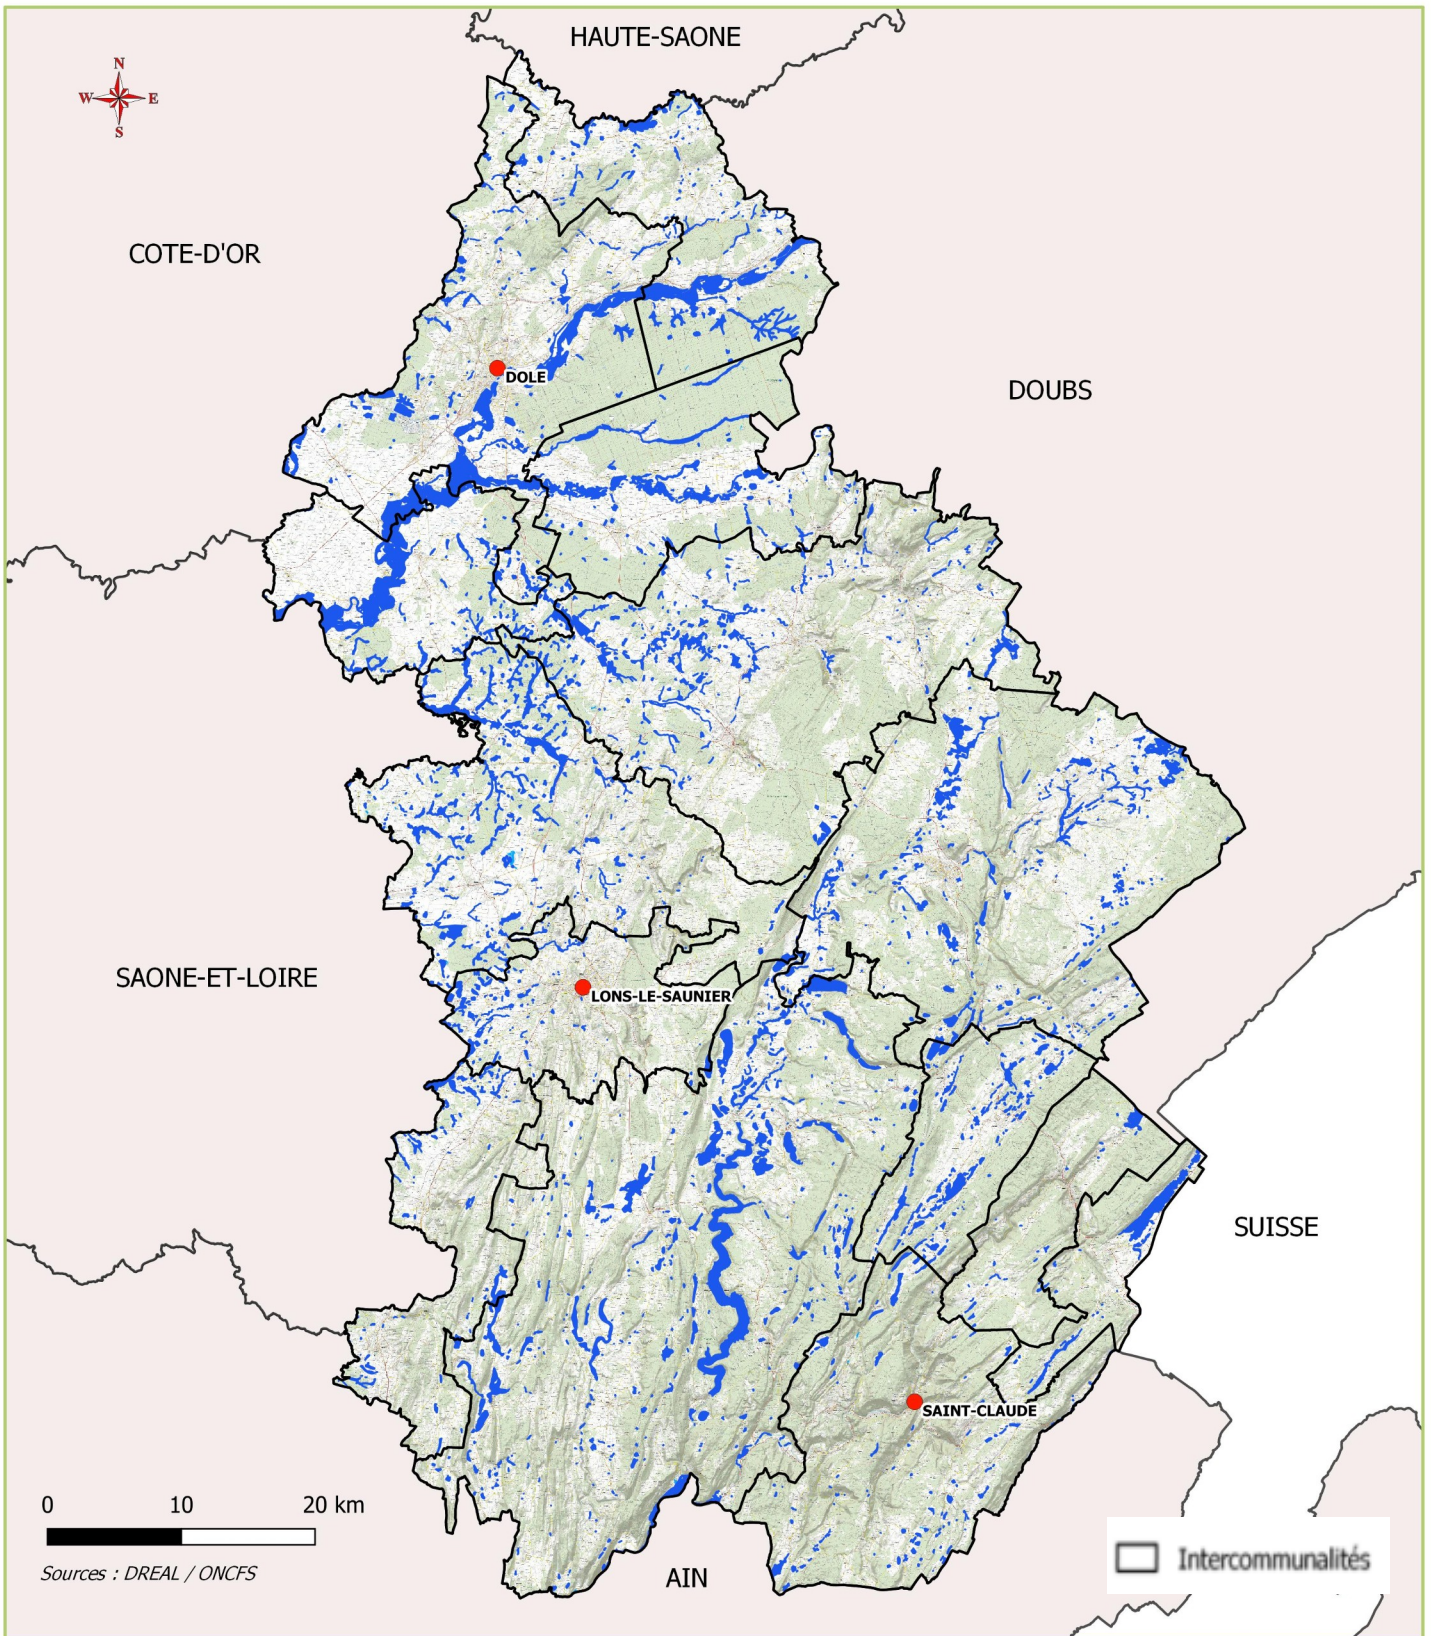 HAUTE-SAONE
N
W E
S
COTE-D'OR
DOLE
DOUBS
SAONE-ET-LOIRE
LONS-LE-SAUNIER
SUISSE
SAINT-CLAUDE
0 10 20 km
Sources : DREAL / ONCFS
AIN
Intercommunalités